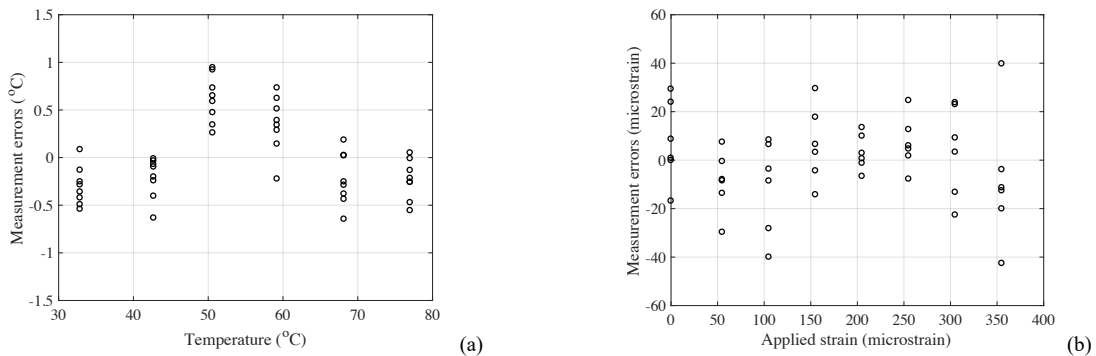 1.5
1
0.5
0
-0.5
-1
-1.5
30 40 50 60 70 80
Measurement errors (°C)
Temperature (°C)
(a)
60
40
20
0
-20
-40
-60
0 50 100 150 200 250 300 350 400
Measurement errors (microstrain)
Applied strain (microstrain)
(b)